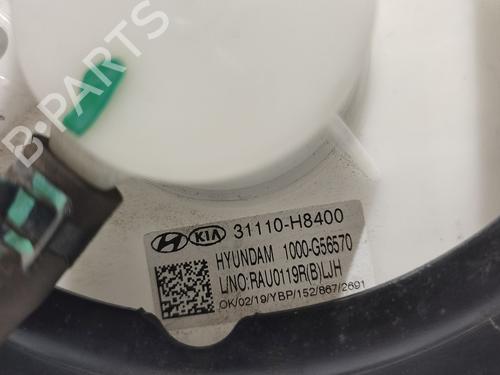 B-PARTS
KIA 31110-H8400
HYUNDAM 1000-G56570
L/NO:RAU0119R(B)LJH
OK/02/19/YBP/152/867/2691